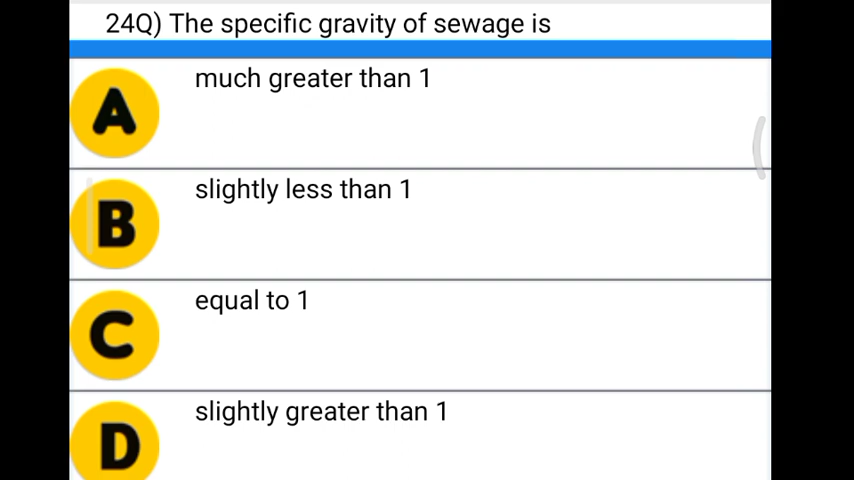 24Q) The specific gravity of sewage is
A
much greater than 1
B
slightly less than 1
C
equal to 1
D
slightly greater than 1